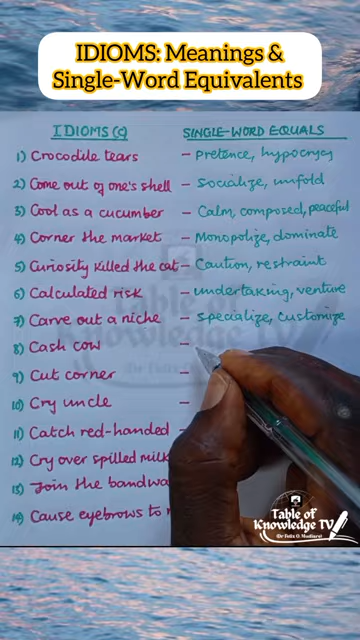 IDIOMS: Meanings &
Single-Word Equivalents
IDIOMS (C) SINGLE-WORD EQUALS
1) Crocodile tears - Pretence, hypocrycy
2) Come out of one's shell - Socialize, unfold
3) Cool as a cucumber - Calm, composed, peaceful
4) Corner the market - Monopolize, dominate
5) Curiosity killed the cat - Caution, restraint
6) Calculated risk - undertaking, venture
7) Carve out a niche - specialize, customize
8) Cash cow -
9) Cut corner -
10) Cry uncle -
11) Catch red-handed -
12) Cry over spilled milk
13) Join the bandwa
14) Cause eyebrows to
Table of
Knowledge TV